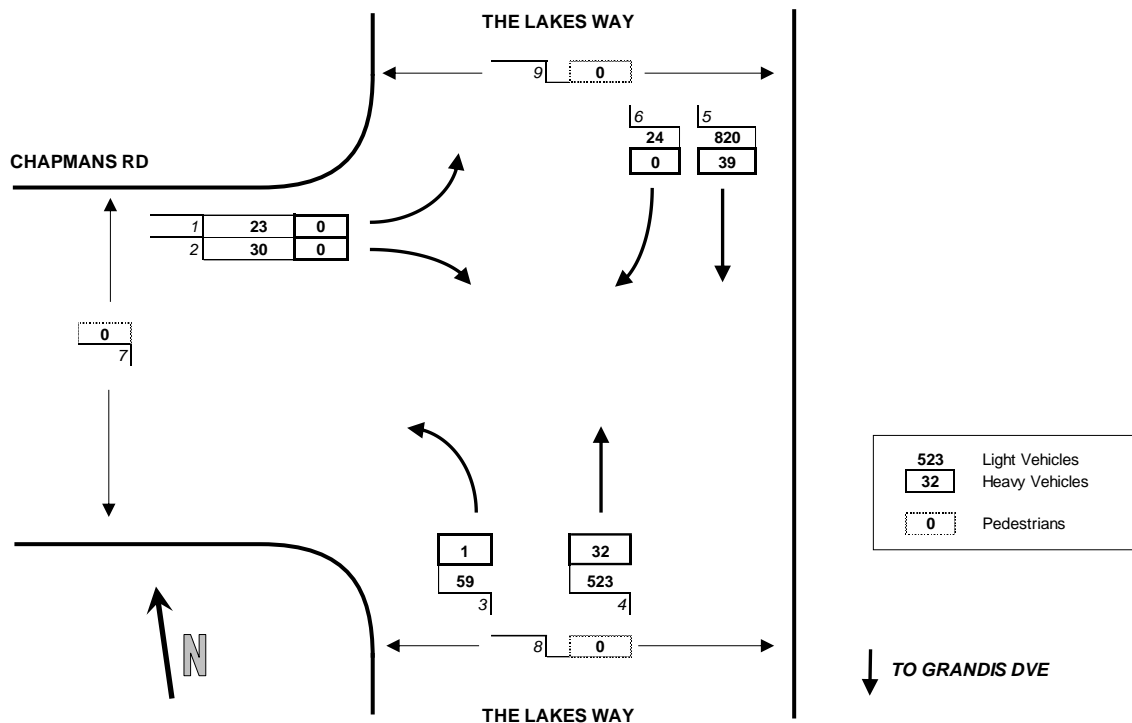 THE LAKES WAY
9 0
6 5
24 820
0 39
CHAPMANS RD
1 23 0
2 30 0
0
7
1 32
59 523
3 4
8 0
THE LAKES WAY
N
523 Light Vehicles
32 Heavy Vehicles
0 Pedestrians
TO GRANDIS DVE